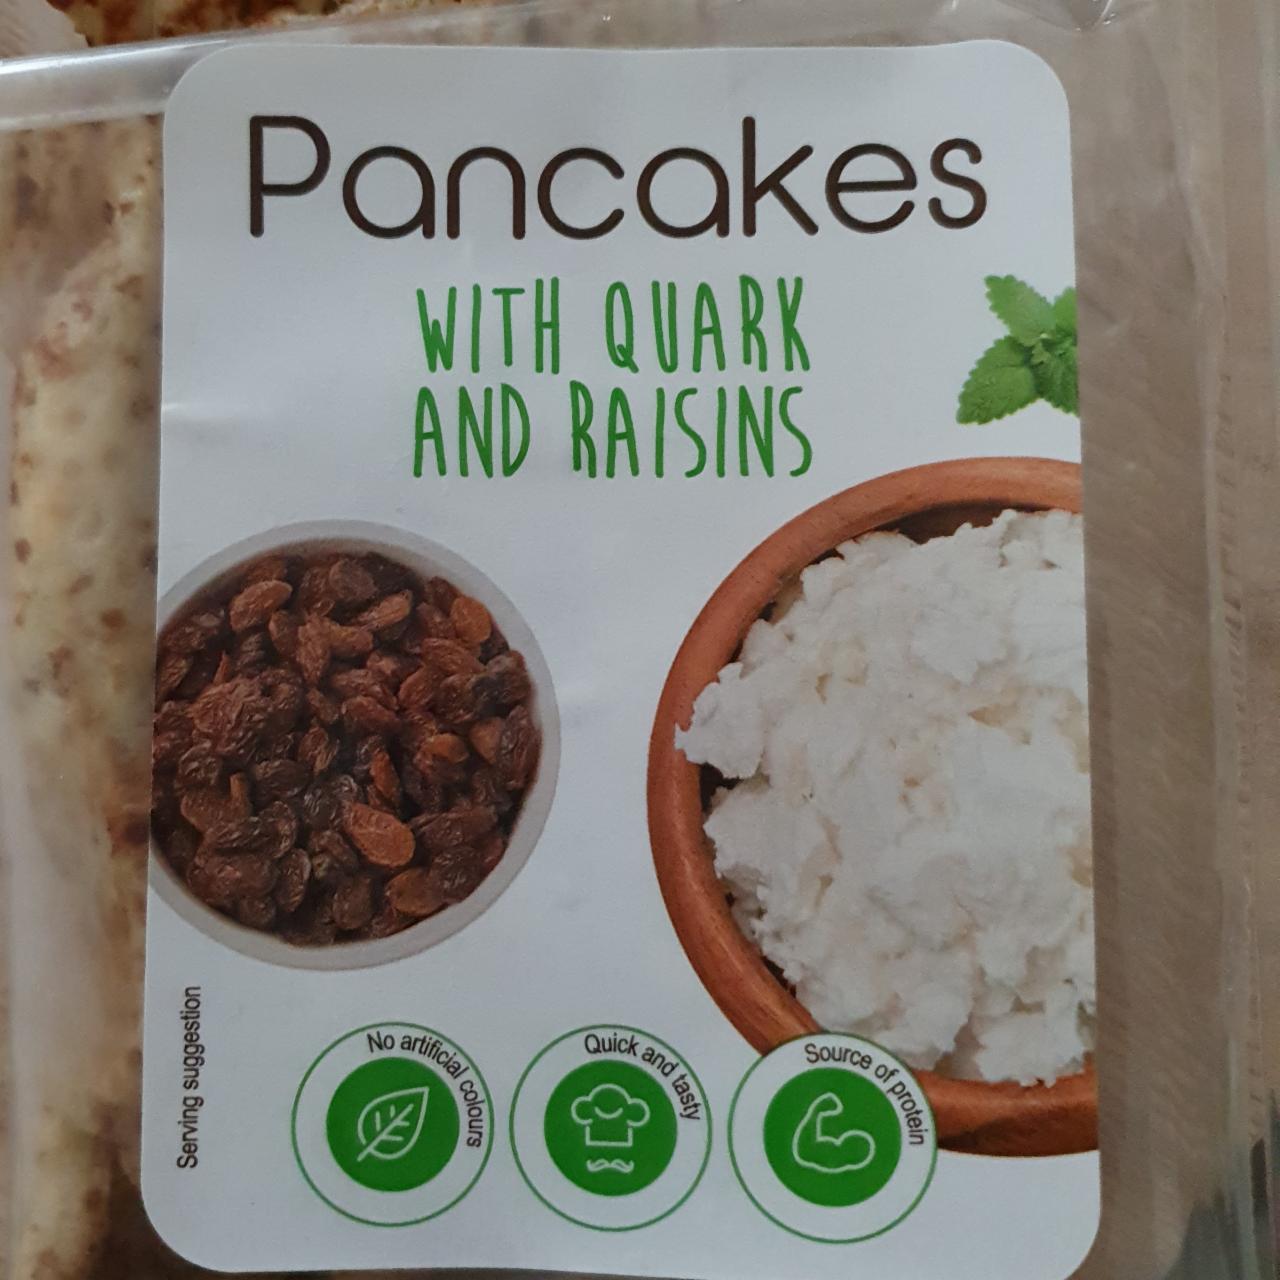 Pancakes
WITH QUARK
AND RAISINS
Serving suggestion
No artificial colours
Quick and tasty
Source of protein